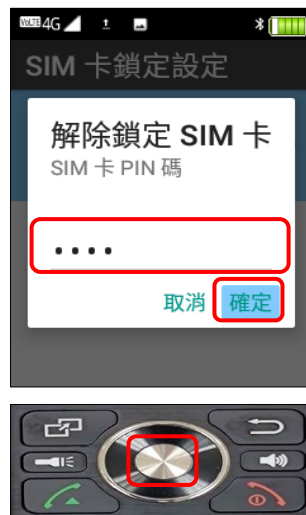 VoLTE 4G
SIM 卡鎖定設定
解除鎖定 SIM 卡
SIM 卡 PIN 碼
••••
取消 確定